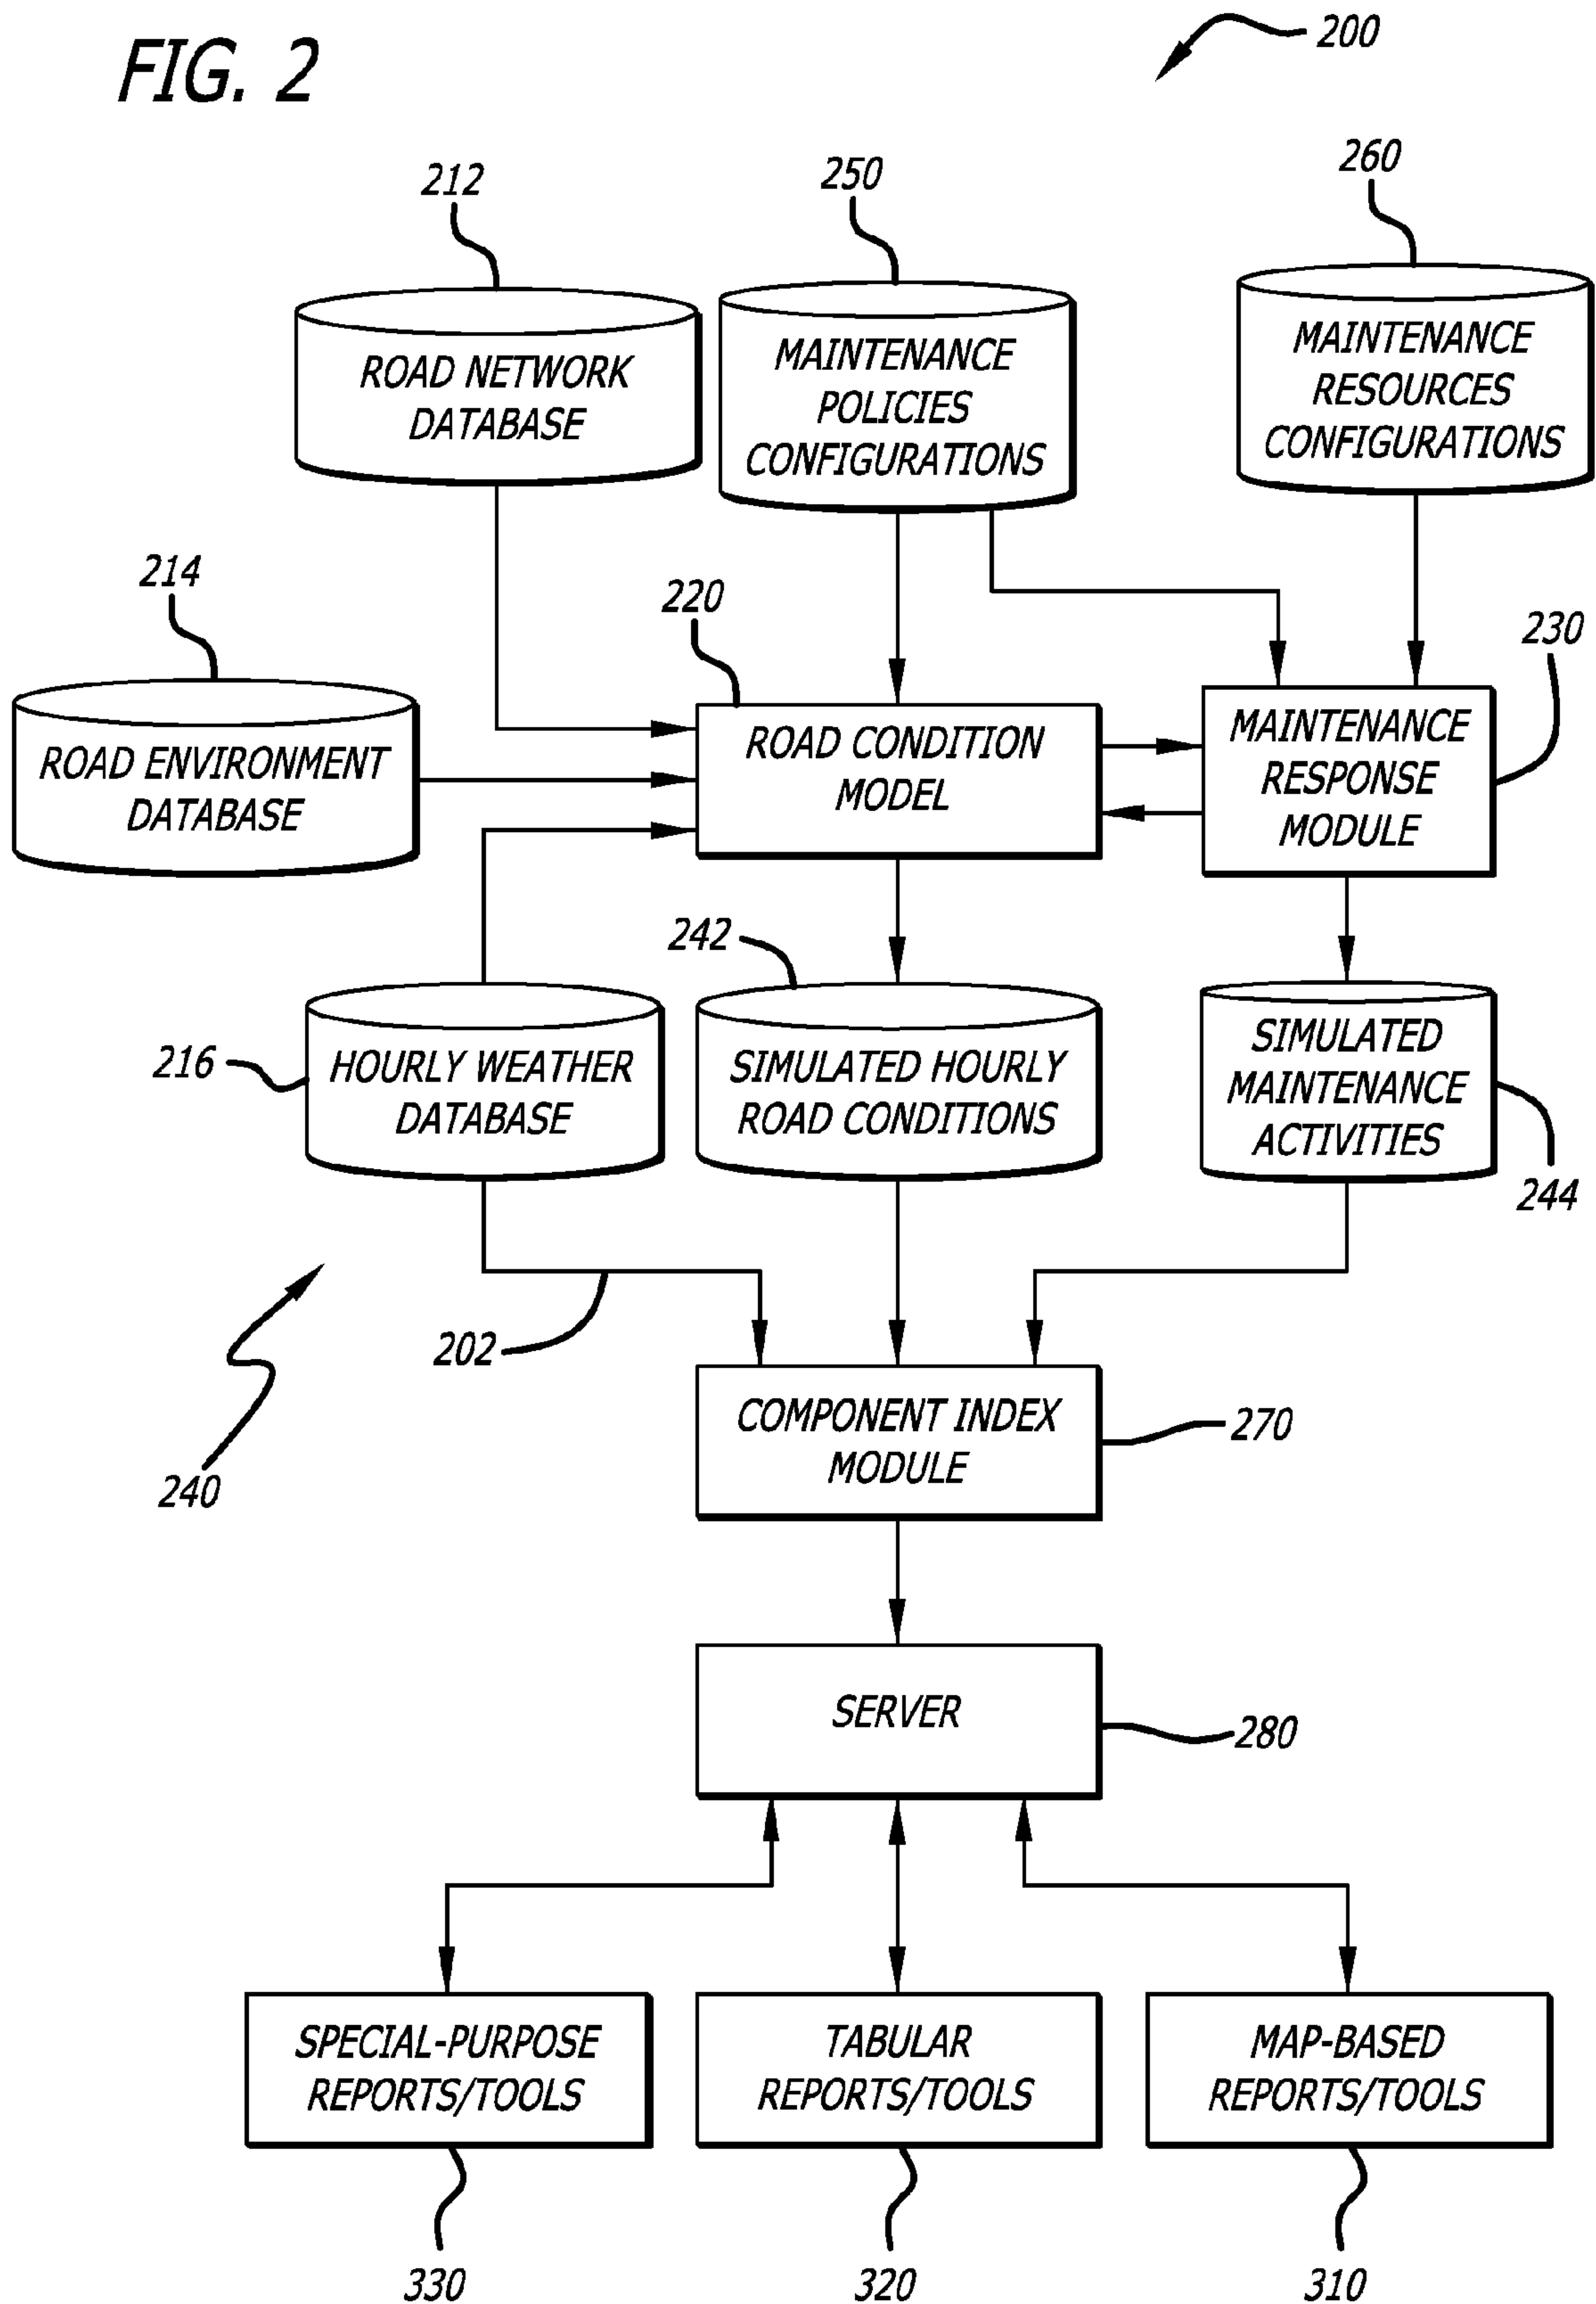 FIG. 2
200
212
250
260
ROAD NETWORK
DATABASE
MAINTENANCE
POLICIES
CONFIGURATIONS
MAINTENANCE
RESOURCES
CONFIGURATIONS
214
220
230
ROAD ENVIRONMENT
DATABASE
ROAD CONDITION
MODEL
MAINTENANCE
RESPONSE
MODULE
242
216
HOURLY WEATHER
DATABASE
SIMULATED HOURLY
ROAD CONDITIONS
SIMULATED
MAINTENANCE
ACTIVITIES
244
202
240
COMPONENT INDEX
MODULE
270
SERVER
280
SPECIAL-PURPOSE
REPORTS/TOOLS
TABULAR
REPORTS/TOOLS
MAP-BASED
REPORTS/TOOLS
330
320
310